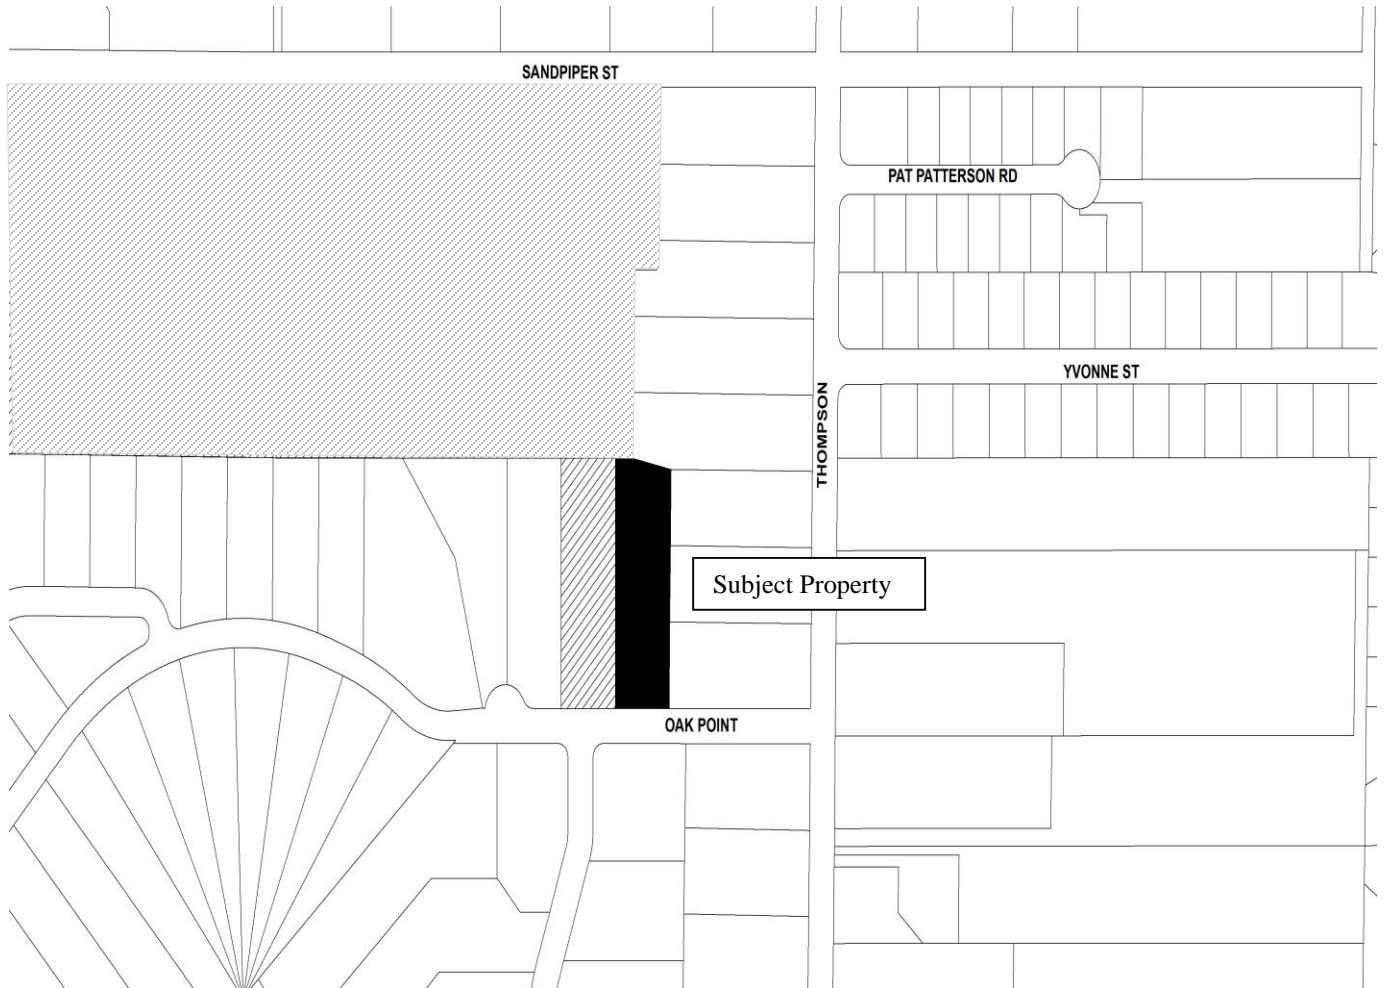 SANDPIPER ST
PAT PATTERSON RD
YVONNE ST
THOMPSON
Subject Property
OAK POINT